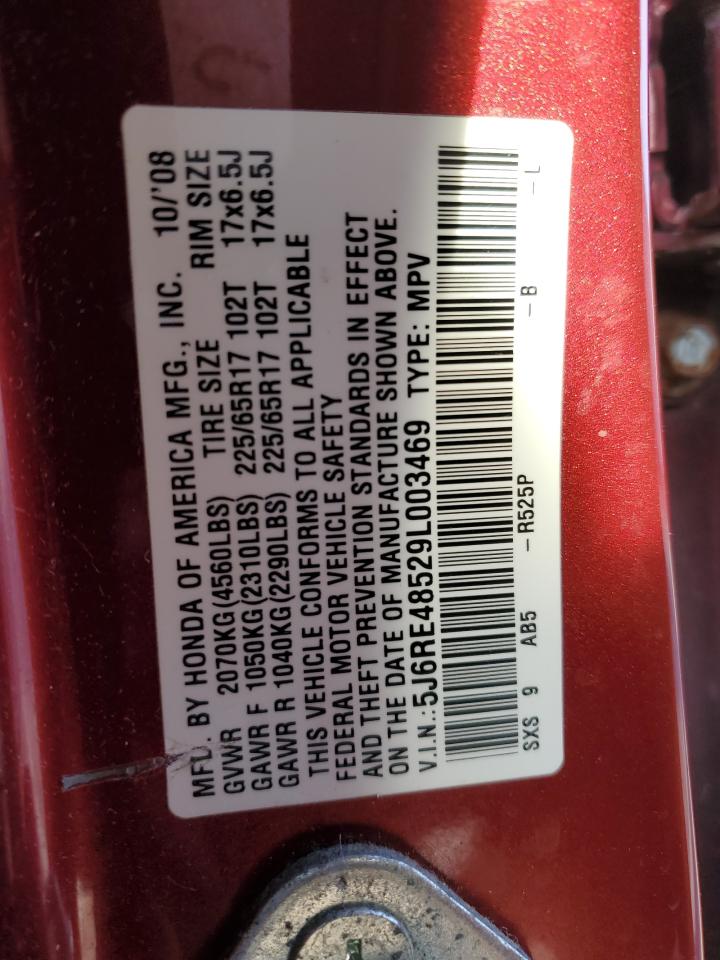 MFD. BY HONDA OF AMERICA MFG., INC. 10/'08
GVWR 2070KG(4560LBS) TIRE SIZE RIM SIZE
GAWR F 1050KG(2310LBS) 225/65R17 102T 17x6.5J
GAWR R 1040KG(2290LBS) 225/65R17 102T 17x6.5J
THIS VEHICLE CONFORMS TO ALL APPLICABLE
FEDERAL MOTOR VEHICLE SAFETY
AND THEFT PREVENTION STANDARDS IN EFFECT
ON THE DATE OF MANUFACTURE SHOWN ABOVE.
V.I.N.:5J6RE48529L003469 TYPE: MPV
SXS 9 AB5 -R525P -B -L